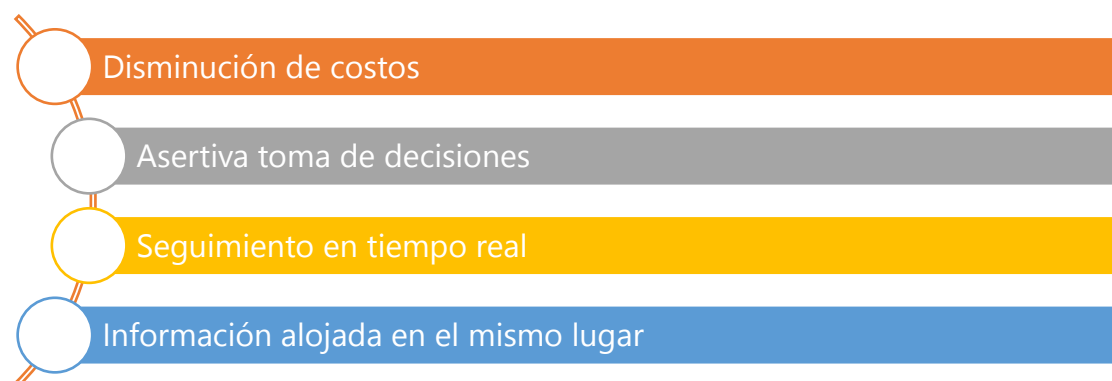 Disminución de costos
Asertiva toma de decisiones
Seguimiento en tiempo real
Información alojada en el mismo lugar